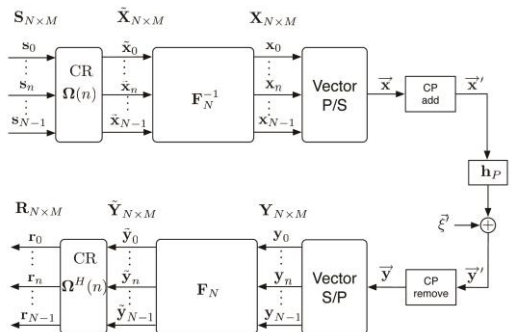 S_{N×M} X̃_{N×M} X_{N×M}
s_0 x̃_0 x_0
⋮ CR ⋮ ⋮ Vector
s_n Ω(n) x̃_n F_N^{-1} x_n P/S x⃗ CP add x⃗′
⋮ ⋮ ⋮
s_{N−1} x̃_{N−1} x_{N−1}
h_P
ξ⃗′ +
R_{N×M} Ỹ_{N×M} Y_{N×M}
r_0 ỹ_0 y_0
⋮ CR ⋮ ⋮ Vector
r_n Ω^H(n) ỹ_n F_N y_n S/P y⃗ CP remove y⃗′
⋮ ⋮ ⋮
r_{N−1} ỹ_{N−1} y_{N−1}